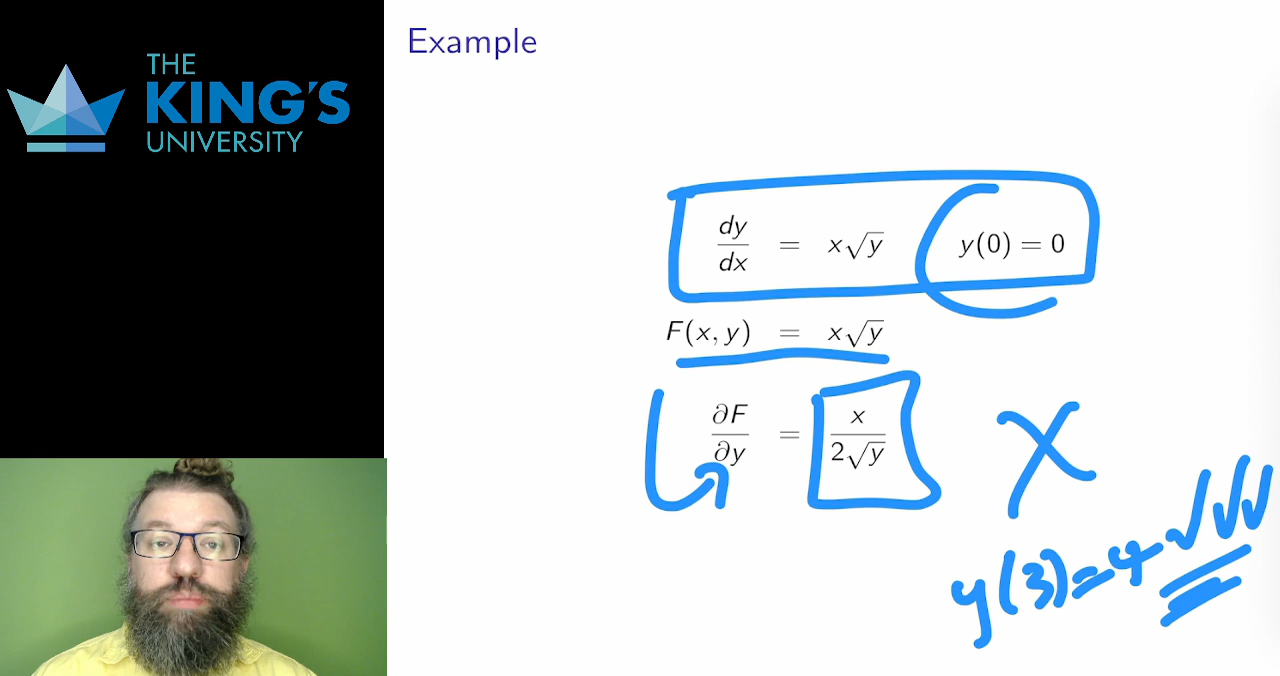 THE
KING'S
UNIVERSITY
Example
dy/dx = x√y y(0) = 0
F(x, y) = x√y
∂F/∂y = x/2√y
X
y(3)=4 ✓✓✓